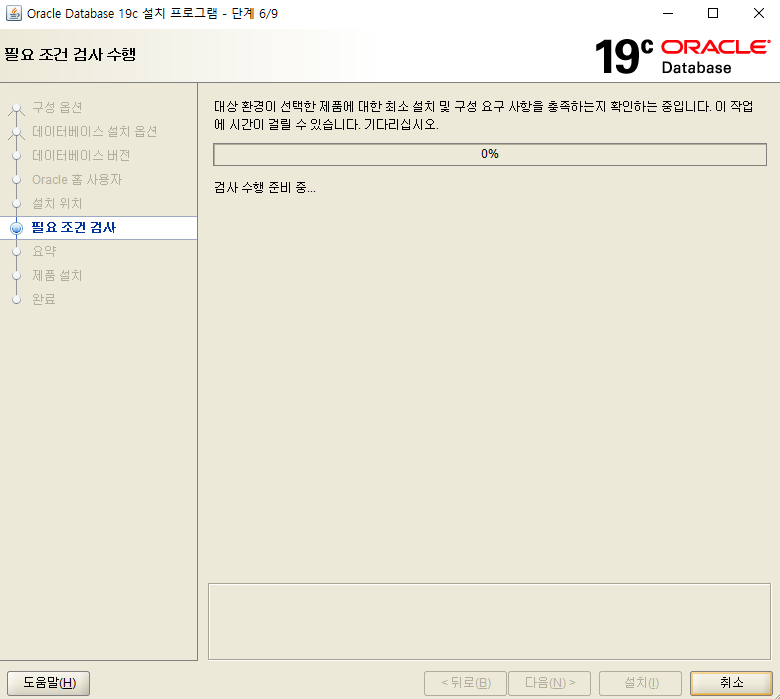 Oracle Database 19c 설치 프로그램 - 단계 6/9
필요 조건 검사 수행
19c ORACLE
Database
구성 옵션
데이터베이스 설치 옵션
데이터베이스 버전
Oracle 홈 사용자
설치 위치
필요 조건 검사
요약
제품 설치
완료
대상 환경이 선택한 제품에 대한 최소 설치 및 구성 요구 사항을 충족하는지 확인하는 중입니다. 이 작업
에 시간이 걸릴 수 있습니다. 기다리십시오.
0%
검사 수행 준비 중...
도움말(H)
< 뒤로(B)
다음(N) >
설치(I)
취소